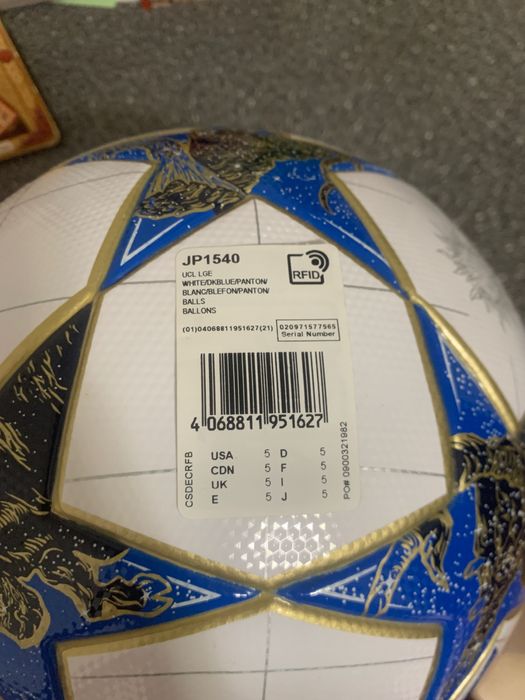 JP1540
RFID
UCL LGE
WHITE/DKBLUE/PANTON/
BLANC/BLEFON/PANTON/
BALLS
BALLONS
(01)04068811951627(21)
020971577565
Serial Number
4 068811 951627
CSDECRFB
USA 5 D 5
CDN 5 F 5
UK 5 I 5
E 5 J 5
PO# 0900321982